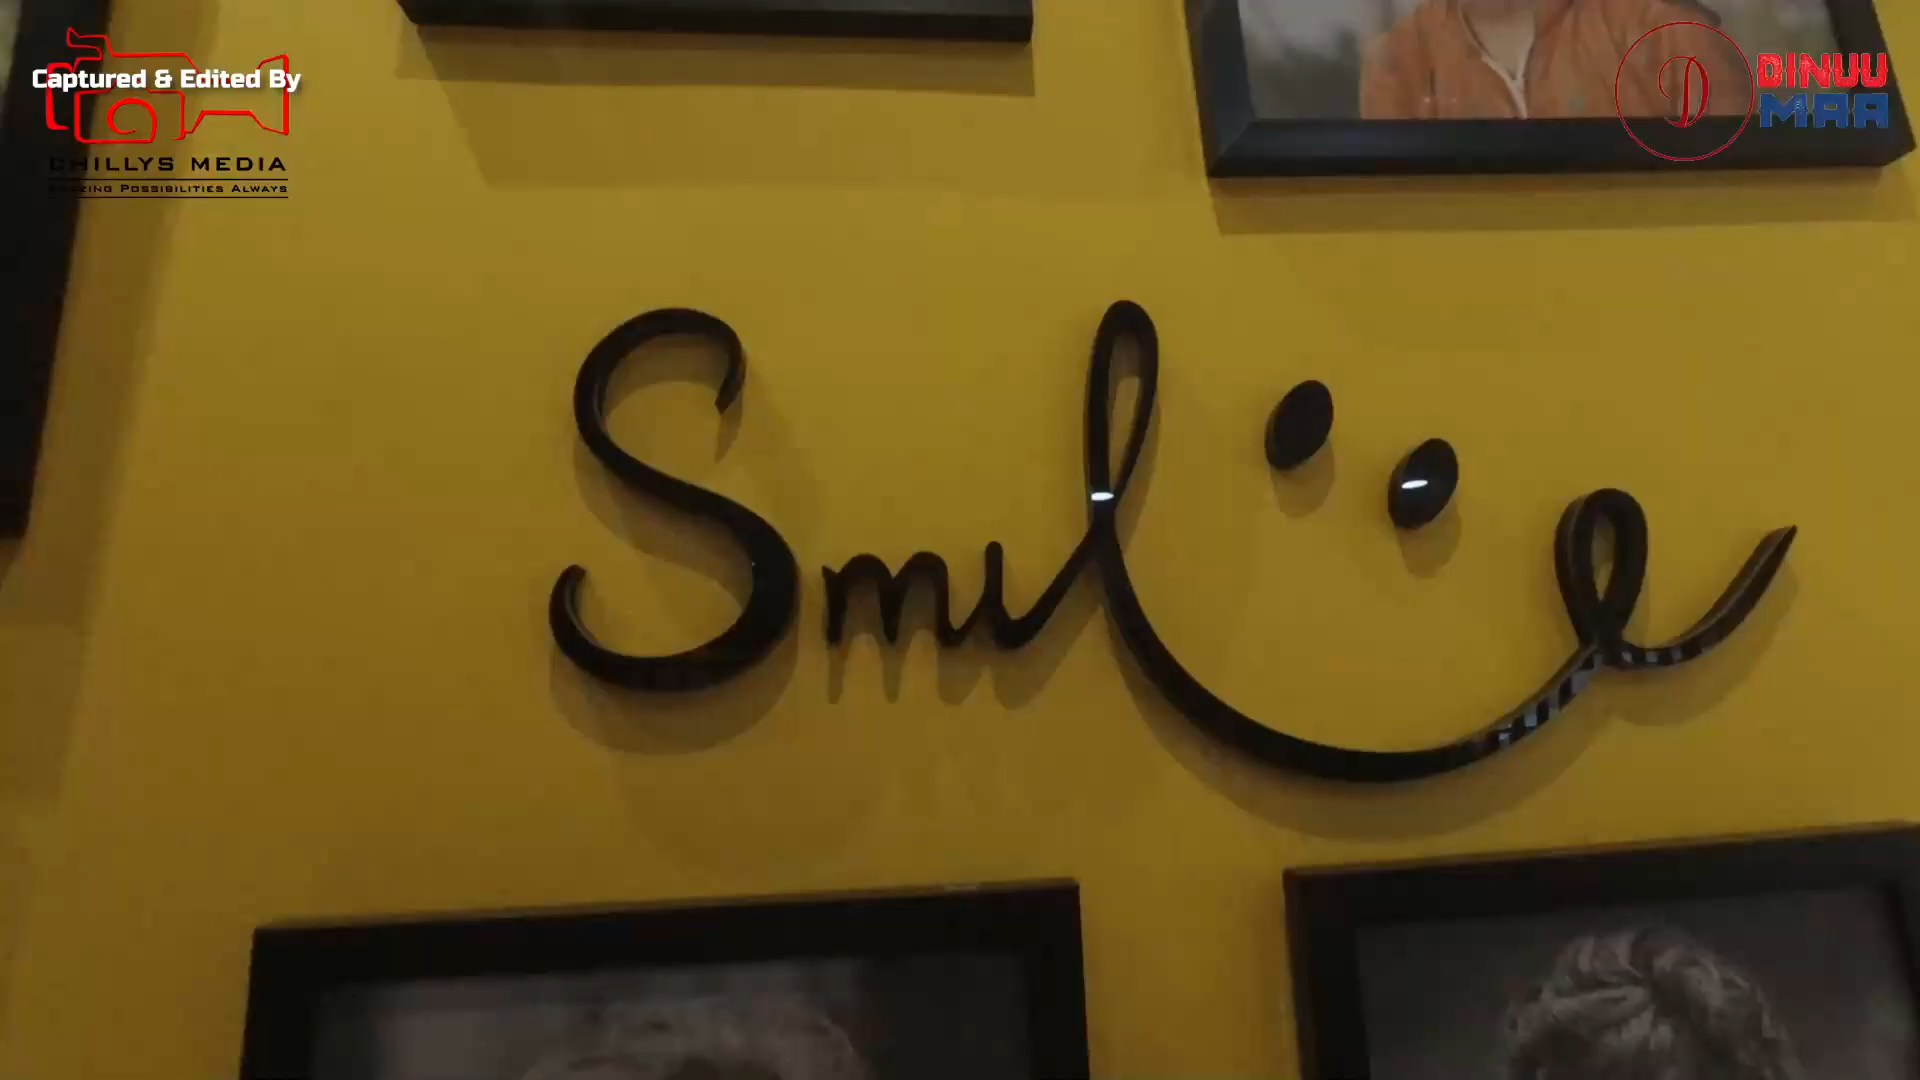 Captured & Edited By
CHILLYS MEDIA
Amazing Possibilities Always
D
DINUU
MAA
Smile